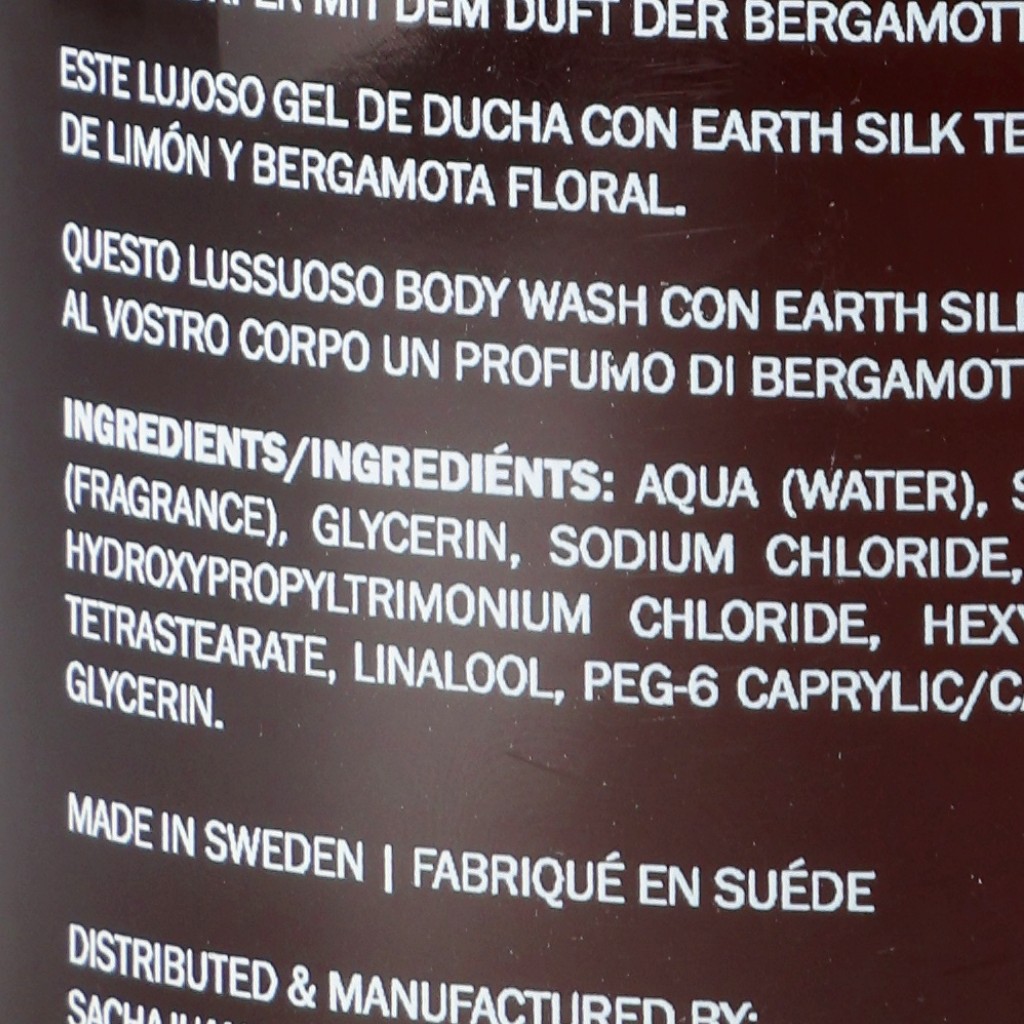 MIT DEM DUFT DER BERGAMOTT
ESTE LUJOSO GEL DE DUCHA CON EARTH SILK TE
DE LIMÓN Y BERGAMOTA FLORAL.
QUESTO LUSSUOSO BODY WASH CON EARTH SIL
AL VOSTRO CORPO UN PROFUMO DI BERGAMOT
INGREDIENTS/INGREDIÉNTS: AQUA (WATER), S
(FRAGRANCE), GLYCERIN, SODIUM CHLORIDE,
HYDROXYPROPYLTRIMONIUM CHLORIDE, HEXY
TETRASTEARATE, LINALOOL, PEG-6 CAPRYLIC/CA
GLYCERIN.
MADE IN SWEDEN | FABRIQUÉ EN SUÉDE
DISTRIBUTED & MANUFACTURED BY: